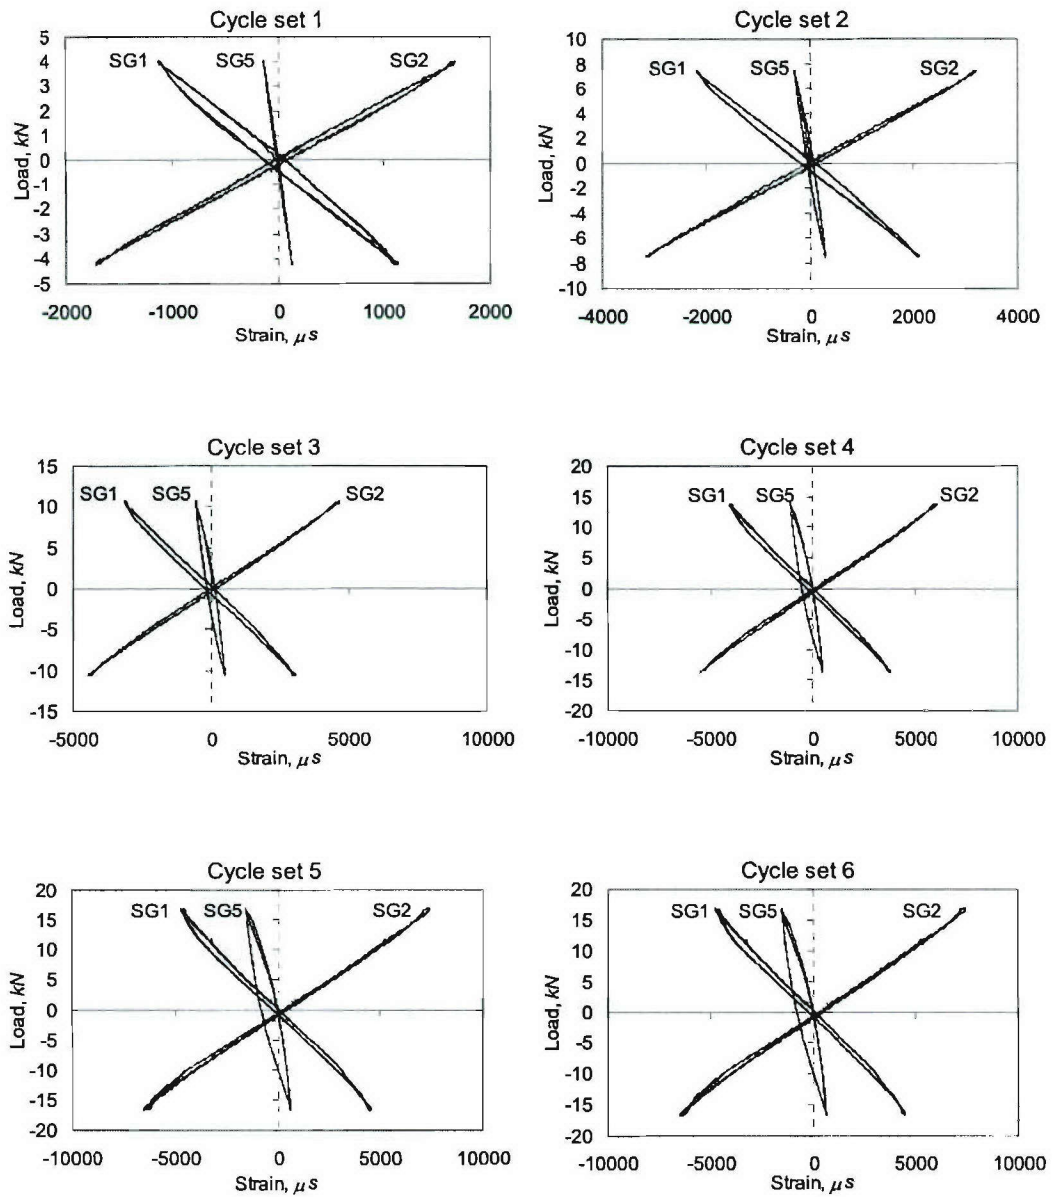 Cycle set 1
5
4
3
2
1
0
-1
-2
-3
-4
-5
Load, kN
SG1
SG5
SG2
-2000
-1000
0
1000
2000
Strain, μs
Cycle set 2
10
8
6
4
2
0
-2
-4
-6
-8
-10
Load, kN
SG1
SG5
SG2
-4000
-2000
0
2000
4000
Strain, μs
Cycle set 3
15
10
5
0
-5
-10
-15
Load, kN
SG1
SG5
SG2
-5000
0
5000
10000
Strain, μs
Cycle set 4
20
15
10
5
0
-5
-10
-15
-20
Load, kN
SG1
SG5
SG2
-10000
-5000
0
5000
10000
Strain, μs
Cycle set 5
20
15
10
5
0
-5
-10
-15
-20
Load, kN
SG1
SG5
SG2
-10000
-5000
0
5000
10000
Strain, μs
Cycle set 6
20
15
10
5
0
-5
-10
-15
-20
Load, kN
SG1
SG5
SG2
-10000
-5000
0
5000
10000
Strain, μs